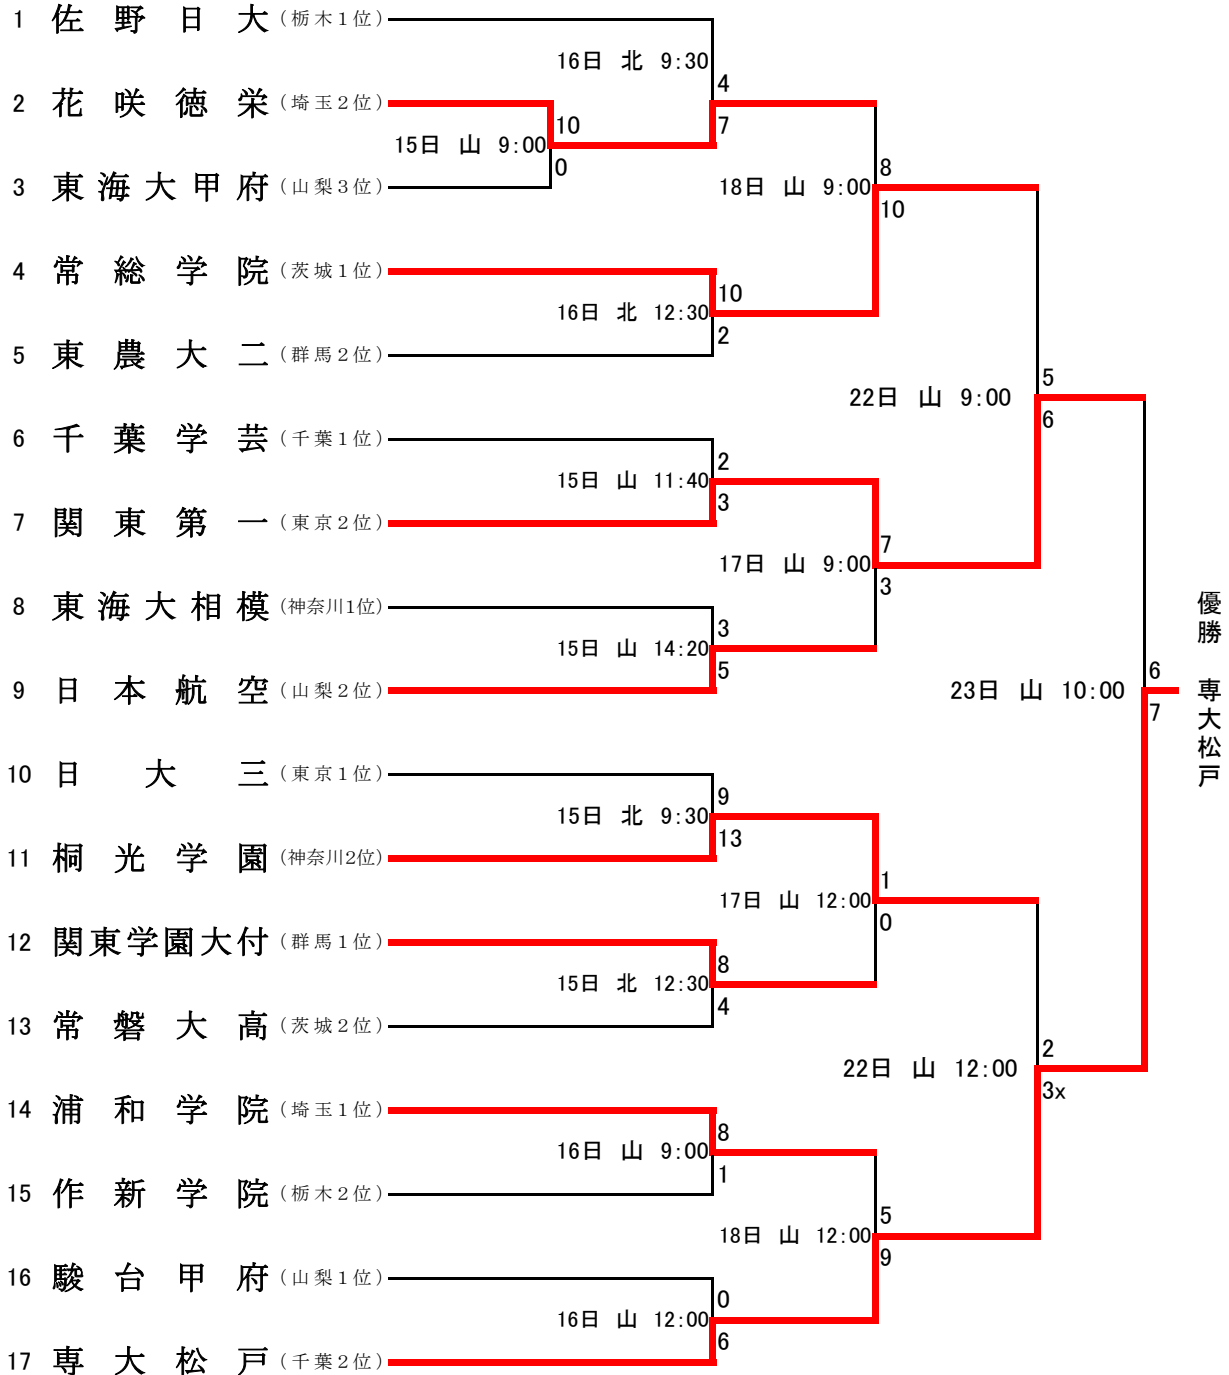 1 佐野日大 (栃木1位)
16日 北 9:30
4
2 花咲徳栄 (埼玉2位)
10
7
15日 山 9:00
0
8
3 東海大甲府 (山梨3位)
18日 山 9:00
10
4 常総学院 (茨城1位)
10
16日 北 12:30
2
5 東農大二 (群馬2位)
5
22日 山 9:00
6
6 千葉学芸 (千葉1位)
2
15日 山 11:40
3
7 関東第一 (東京2位)
7
17日 山 9:00
3
8 東海大相模 (神奈川1位)
3
15日 山 14:20
5
9 日本航空 (山梨2位)
6
23日 山 10:00
7
優勝 専大松戸
10 日大三 (東京1位)
9
15日 北 9:30
13
11 桐光学園 (神奈川2位)
1
17日 山 12:00
0
12 関東学園大付 (群馬1位)
8
15日 北 12:30
4
13 常磐大高 (茨城2位)
2
22日 山 12:00
3x
14 浦和学院 (埼玉1位)
8
16日 山 9:00
1
15 作新学院 (栃木2位)
5
18日 山 12:00
9
16 駿台甲府 (山梨1位)
0
16日 山 12:00
6
17 専大松戸 (千葉2位)